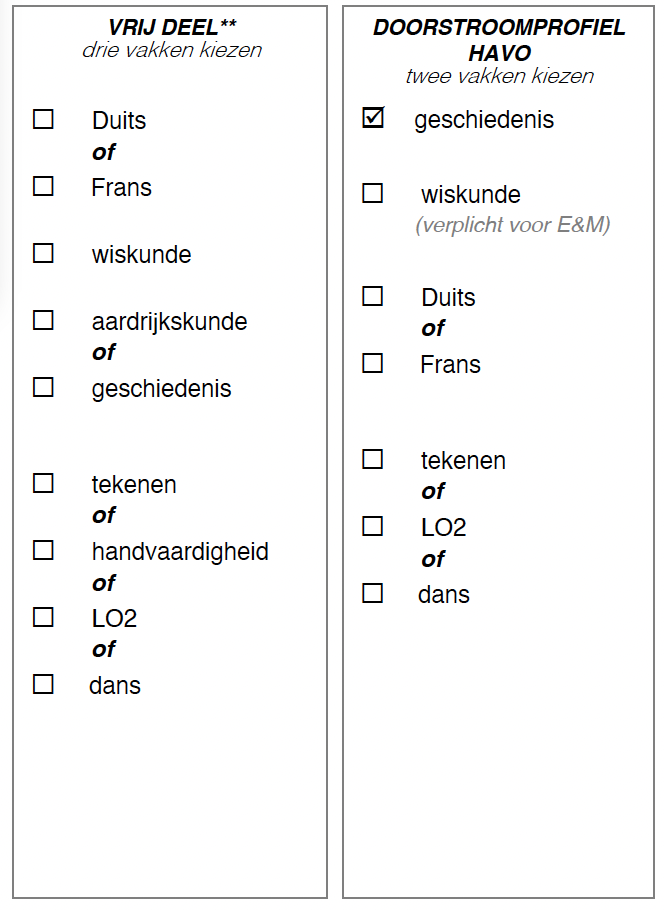 VRIJ DEEL**
drie vakken kiezen
Duits
of
Frans
wiskunde
aardrijkskunde
of
geschiedenis
tekenen
of
handvaardigheid
of
LO2
of
dans
DOORSTROOMPROFIEL
HAVO
twee vakken kiezen
geschiedenis
wiskunde
(verplicht voor E&M)
Duits
of
Frans
tekenen
of
LO2
of
dans